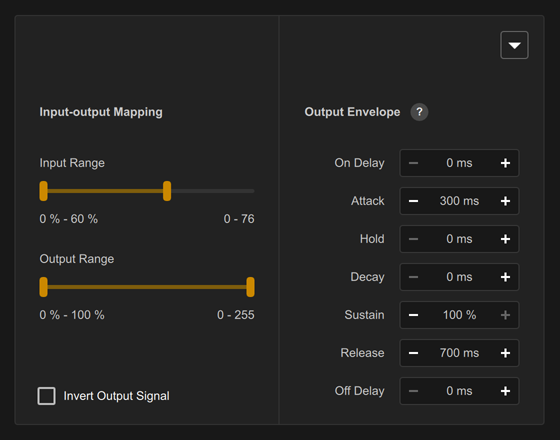 Input-output Mapping
Input Range
0 % - 60 % 0 - 76
Output Range
0 % - 100 % 0 - 255
Invert Output Signal
Output Envelope ?
On Delay − 0 ms +
Attack − 300 ms +
Hold − 0 ms +
Decay − 0 ms +
Sustain − 100 % +
Release − 700 ms +
Off Delay − 0 ms +